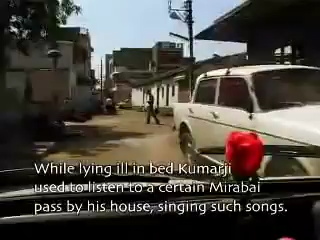 While lying ill in bed Kumarji
used to listen to a certain Mirabai
pass by his house, singing such songs.